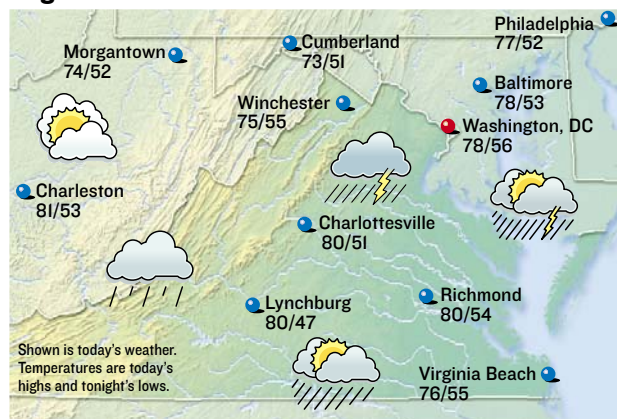 Philadelphia
77/52
Morgantown
74/52
Cumberland
73/51
Baltimore
78/53
Winchester
75/55
Washington, DC
78/56
Charleston
81/53
Charlottesville
80/51
Lynchburg
80/47
Richmond
80/54
Shown is today's weather.
Temperatures are today's
highs and tonight's lows.
Virginia Beach
76/55